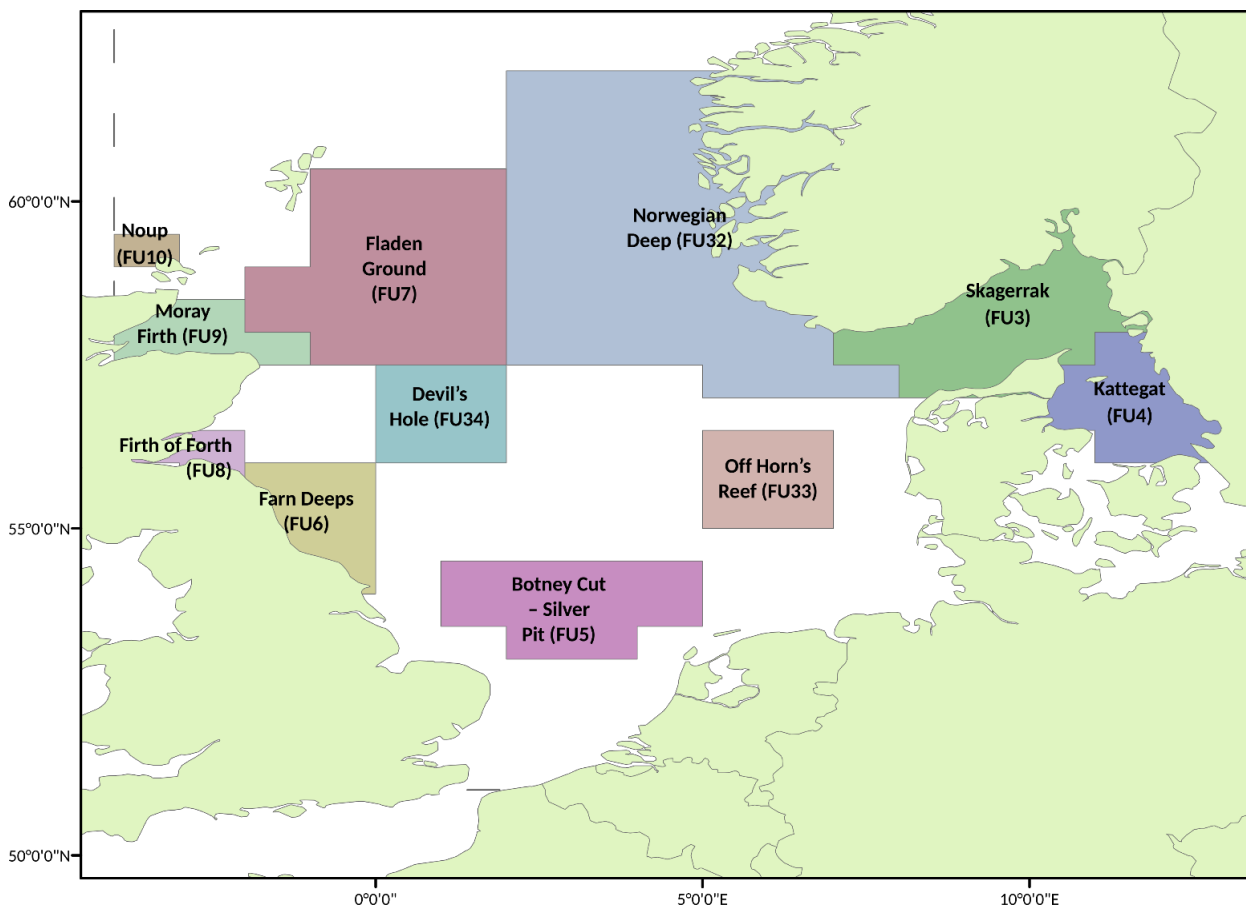 60°0'0"N
Noup
(FU10)
Fladen
Ground
(FU7)
Norwegian
Deep (FU32)
Moray
Firth (FU9)
Skagerrak
(FU3)
Devil's
Hole (FU34)
Kattegat
(FU4)
Firth of Forth
(FU8)
Farn Deeps
(FU6)
Off Horn's
Reef (FU33)
55°0'0"N
Botney Cut
– Silver
Pit (FU5)
50°0'0"N
0°0'0"
5°0'0"E
10°0'0"E